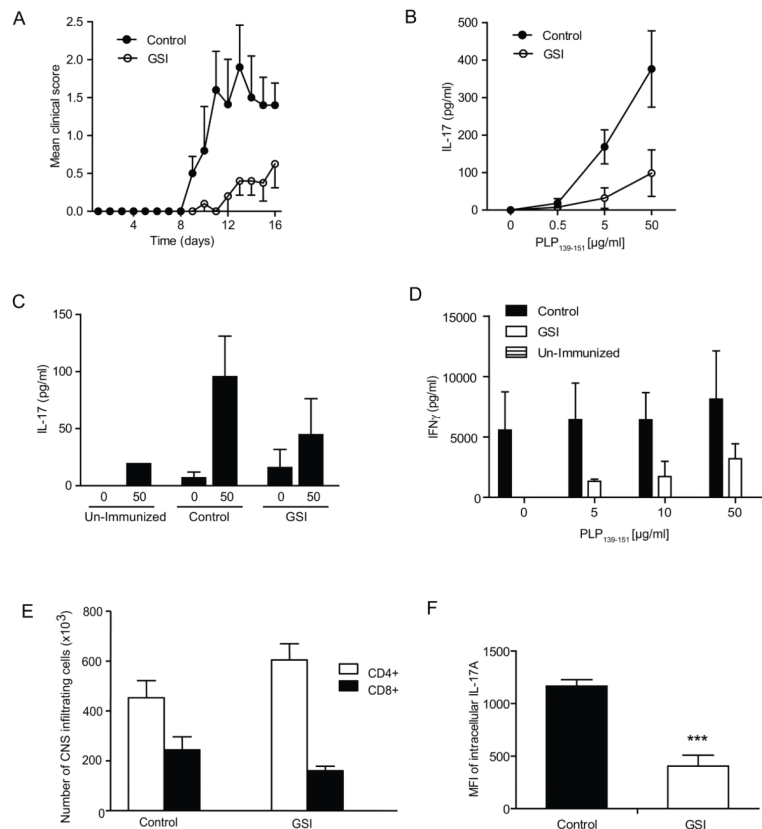 A
Control
GSI
Mean clinical score
2.5
2.0
1.5
1.0
0.5
0.0
4 8 12 16
Time (days)
B
Control
GSI
IL-17 (pg/ml)
500
400
300
200
100
0
0 0.5 5 50
PLP139-151 [µg/ml]
C
IL-17 (pg/ml)
150
100
50
0
0 50 0 50 0 50
Un-Immunized Control GSI
D
Control
GSI
Un-Immunized
IFNγ (pg/ml)
15000
10000
5000
0
0 5 10 50
PLP139-151 [µg/ml]
E
Number of CNS infiltrating cells (x10³)
800
600
400
200
0
CD4+
CD8+
Control GSI
F
MFI of intracellular IL-17A
1500
1000
500
0
***
Control GSI